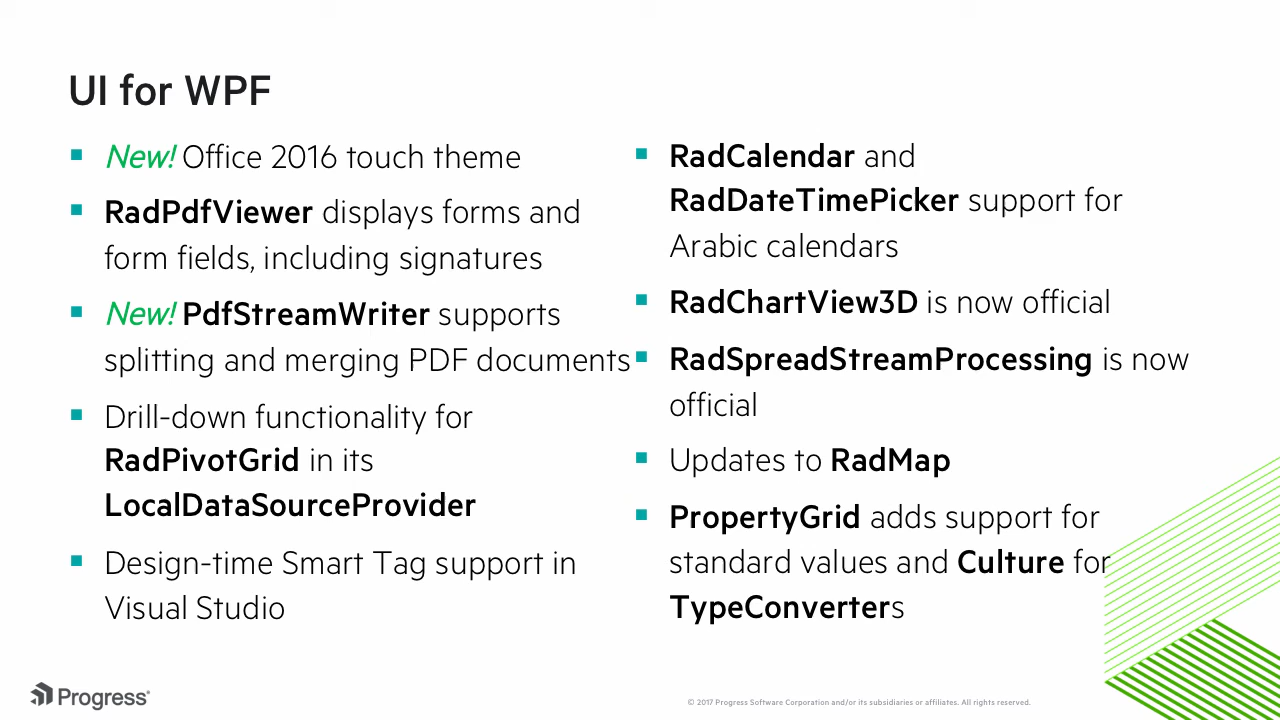 UI for WPF
New! Office 2016 touch theme
RadPdfViewer displays forms and
form fields, including signatures
New! PdfStreamWriter supports
splitting and merging PDF documents
Drill-down functionality for
RadPivotGrid in its
LocalDataSourceProvider
Design-time Smart Tag support in
Visual Studio
RadCalendar and
RadDateTimePicker support for
Arabic calendars
RadChartView3D is now official
RadSpreadStreamProcessing is now
official
Updates to RadMap
PropertyGrid adds support for
standard values and Culture for
TypeConverters
Progress
© 2017 Progress Software Corporation and/or its subsidiaries or affiliates. All rights reserved.